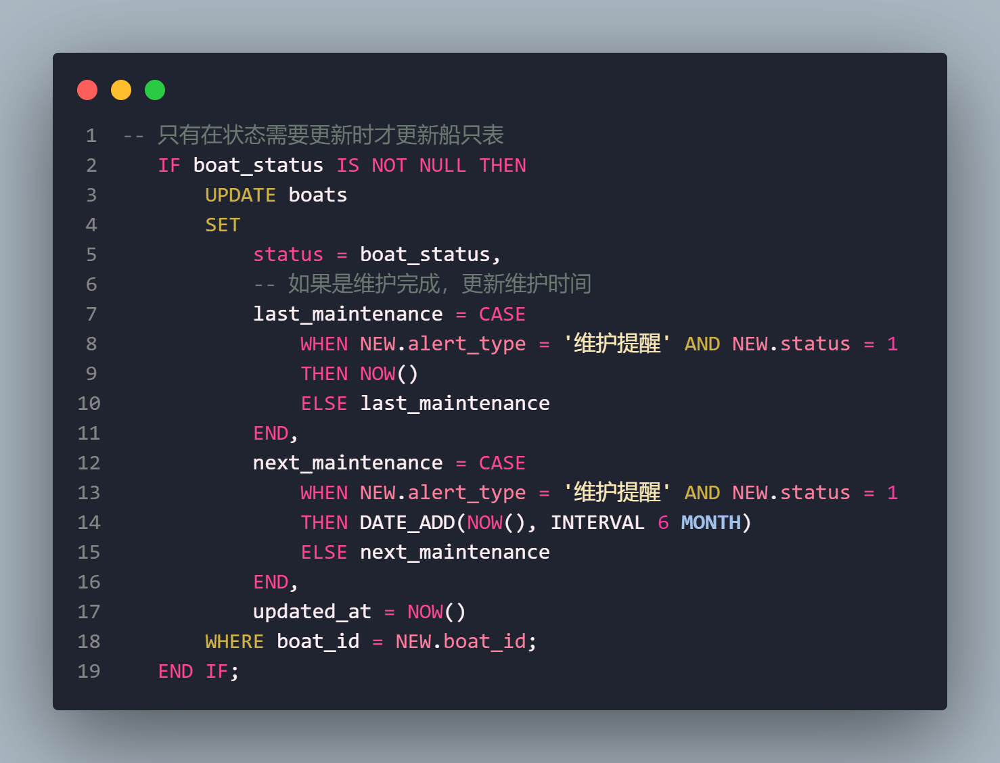 1 -- 只有在状态需要更新时才更新船只表
2 IF boat_status IS NOT NULL THEN
3 UPDATE boats
4 SET
5 status = boat_status,
6 -- 如果是维护完成，更新维护时间
7 last_maintenance = CASE
8 WHEN NEW.alert_type = '维护提醒' AND NEW.status = 1
9 THEN NOW()
10 ELSE last_maintenance
11 END,
12 next_maintenance = CASE
13 WHEN NEW.alert_type = '维护提醒' AND NEW.status = 1
14 THEN DATE_ADD(NOW(), INTERVAL 6 MONTH)
15 ELSE next_maintenance
16 END,
17 updated_at = NOW()
18 WHERE boat_id = NEW.boat_id;
19 END IF;